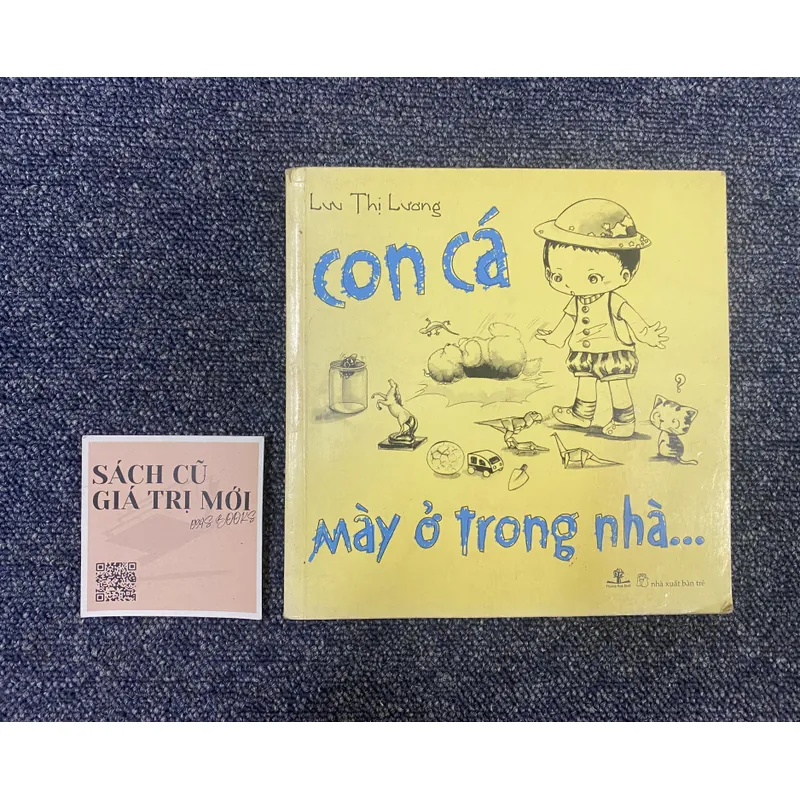 Lưu Thị Lương
con cá
mày ở trong nhà...
nhà xuất bản trẻ
SÁCH CŨ
GIÁ TRỊ MỚI
?